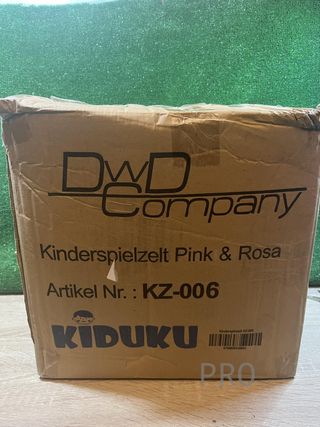 DWD
Company
Kinderspielzelt Pink & Rosa
Artikel Nr. : KZ-006
KIDUKU
PRO